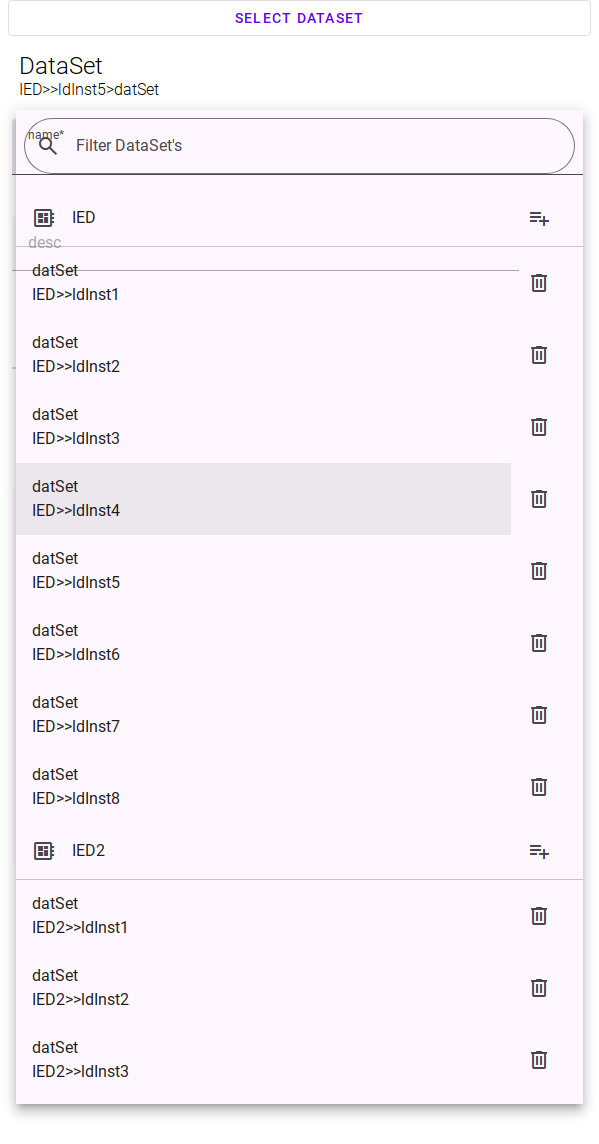 SELECT DATASET
DataSet
IED>>ldInst5>datSet
name*
Filter DataSet's
IED
desc
datSet
IED>>ldInst1
datSet
IED>>ldInst2
datSet
IED>>ldInst3
datSet
IED>>ldInst4
datSet
IED>>ldInst5
datSet
IED>>ldInst6
datSet
IED>>ldInst7
datSet
IED>>ldInst8
IED2
datSet
IED2>>ldInst1
datSet
IED2>>ldInst2
datSet
IED2>>ldInst3